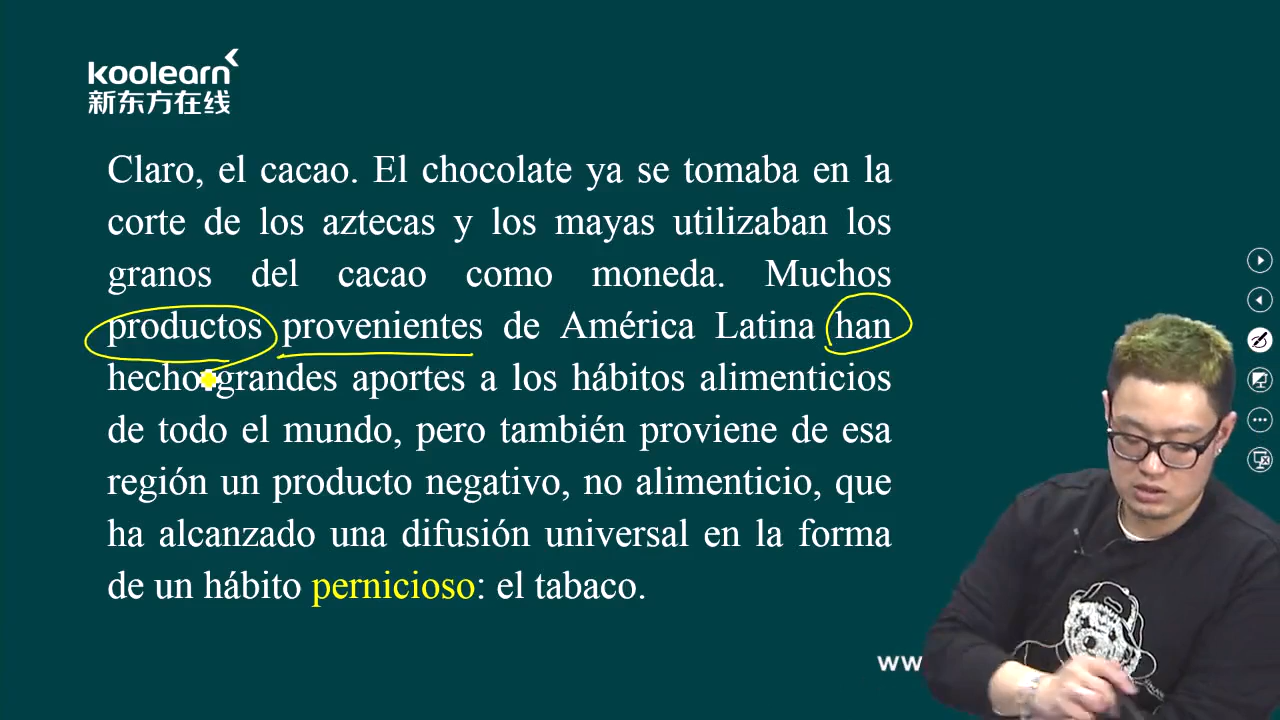 koolearn
新东方在线
Claro, el cacao. El chocolate ya se tomaba en la
corte de los aztecas y los mayas utilizaban los
granos del cacao como moneda. Muchos
productos provenientes de América Latina han
hecho grandes aportes a los hábitos alimenticios
de todo el mundo, pero también proviene de esa
región un producto negativo, no alimenticio, que
ha alcanzado una difusión universal en la forma
de un hábito pernicioso: el tabaco.
ww